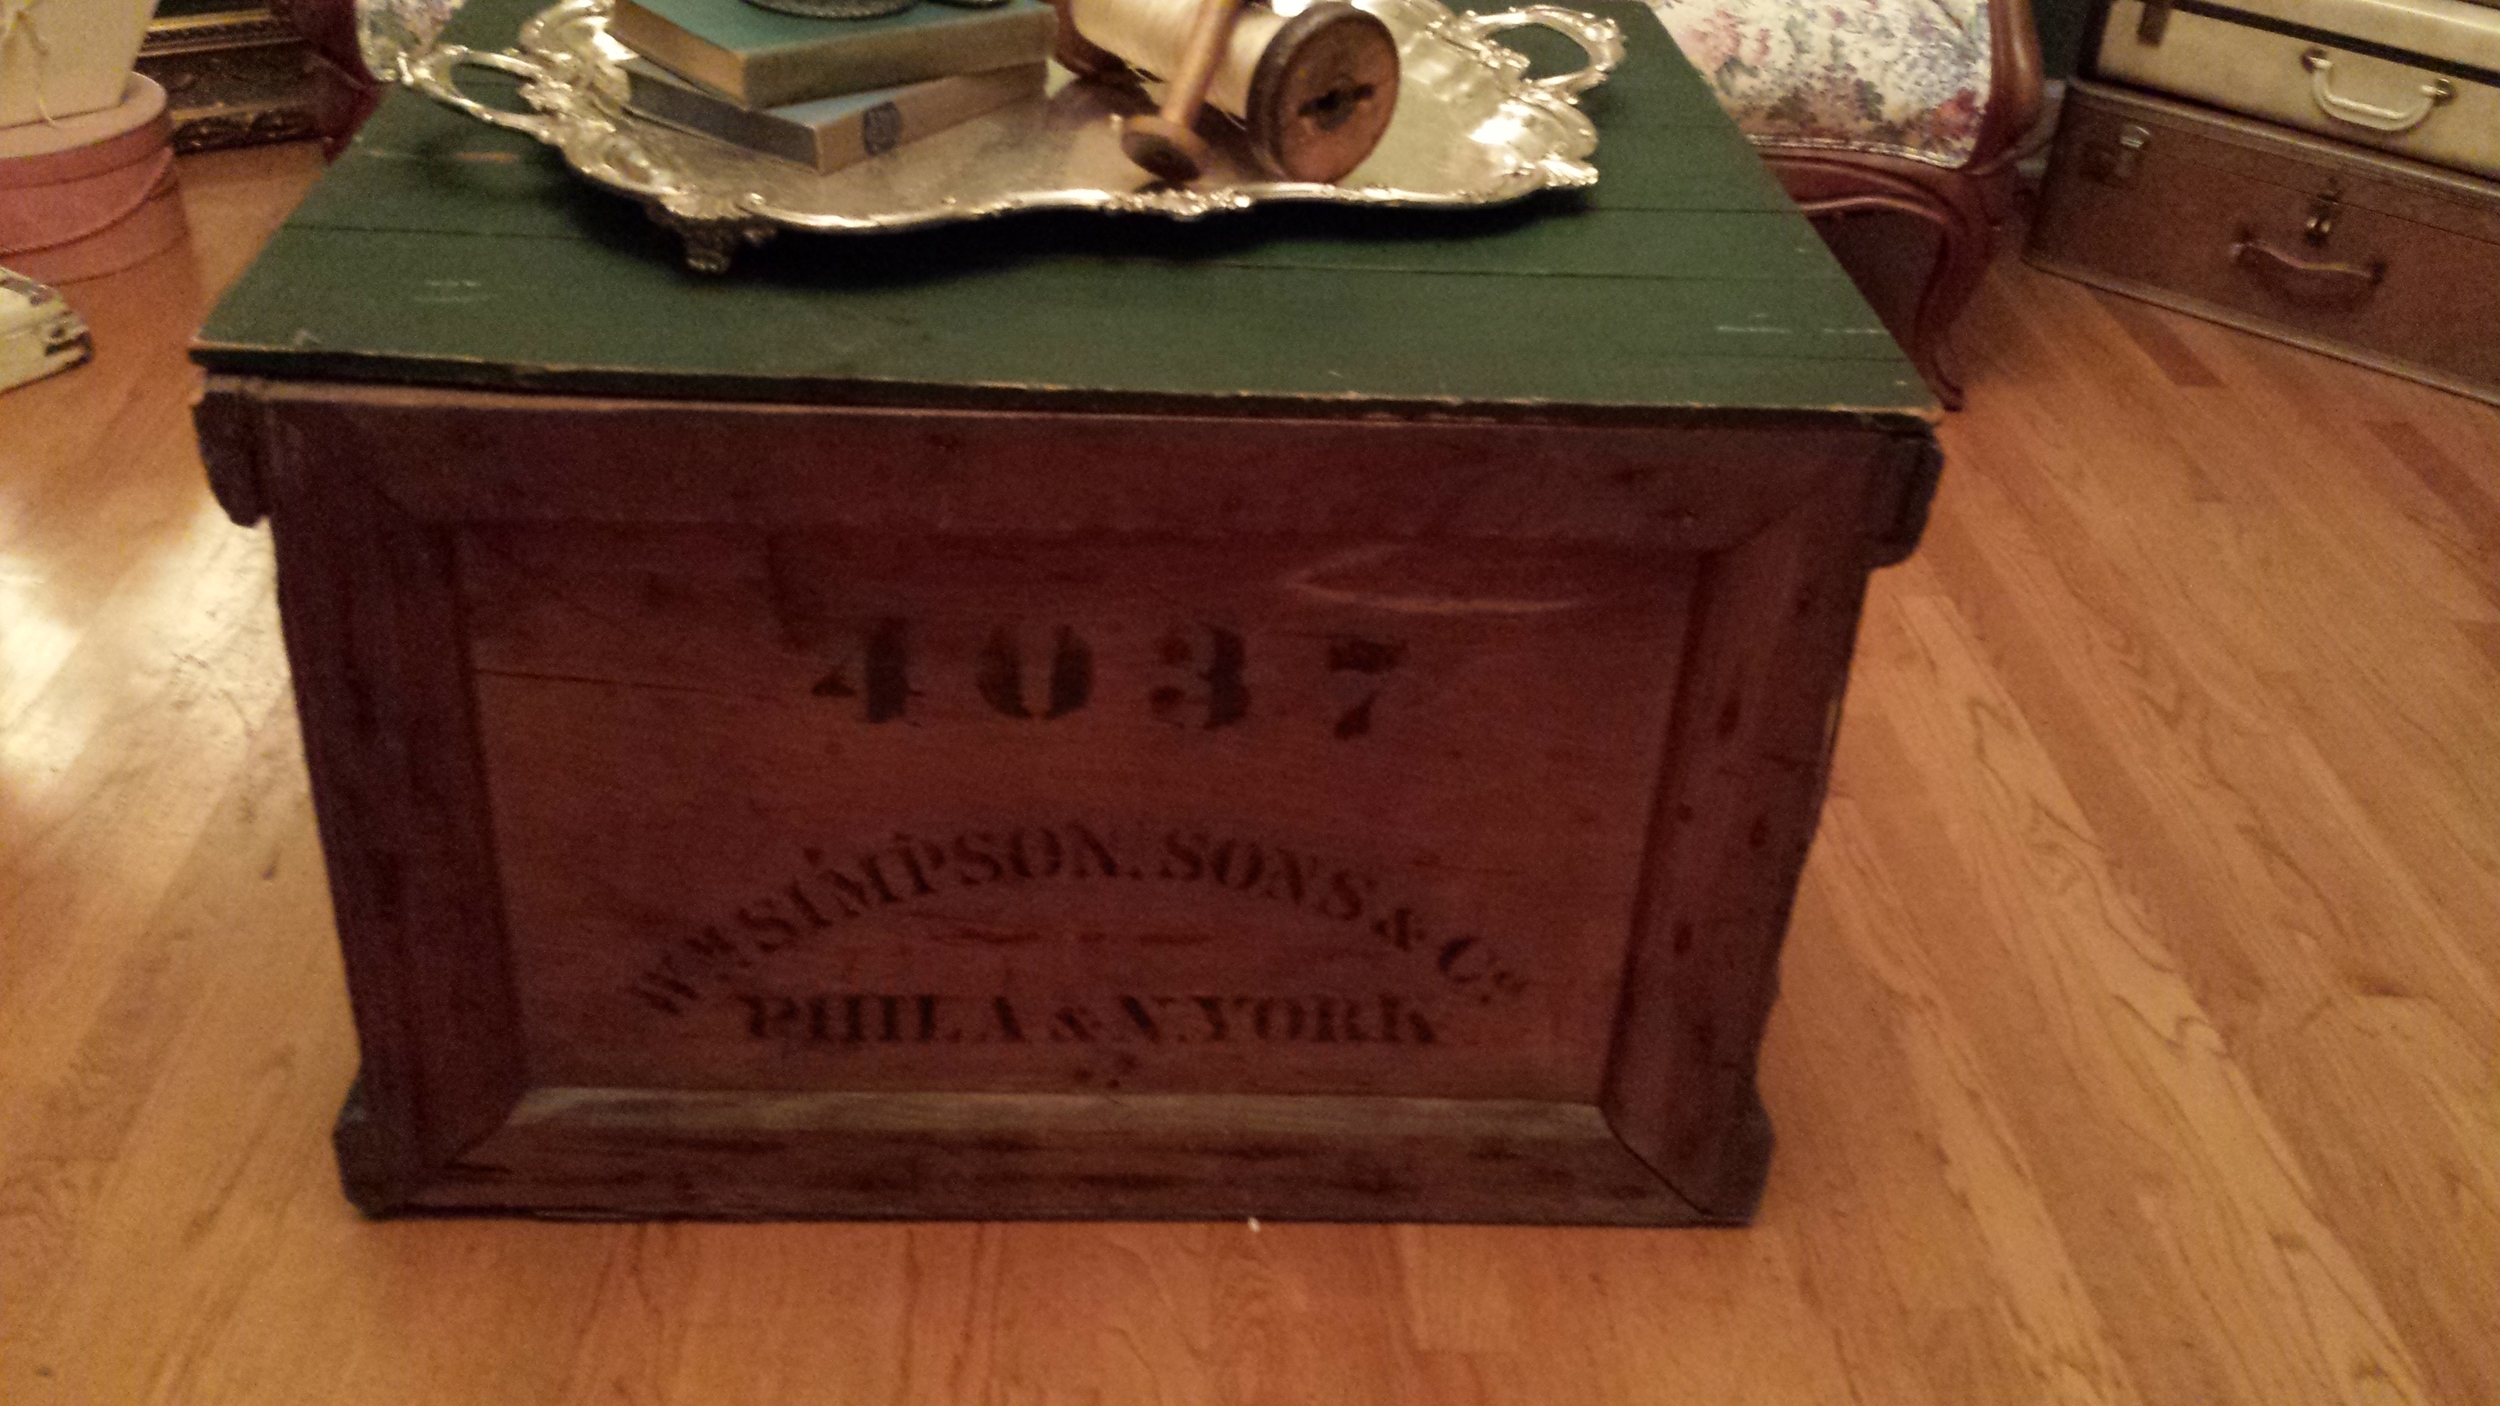 4037
WM. SIMPSON. SONS & Co.
PHILA & N.YORK